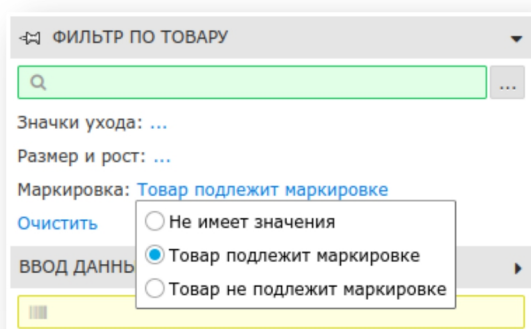 ФИЛЬТР ПО ТОВАРУ
...
Значки ухода: ...
Размер и рост: ...
Маркировка: Товар подлежит маркировке
Очистить
Не имеет значения
Товар подлежит маркировке
Товар не подлежит маркировке
ВВОД